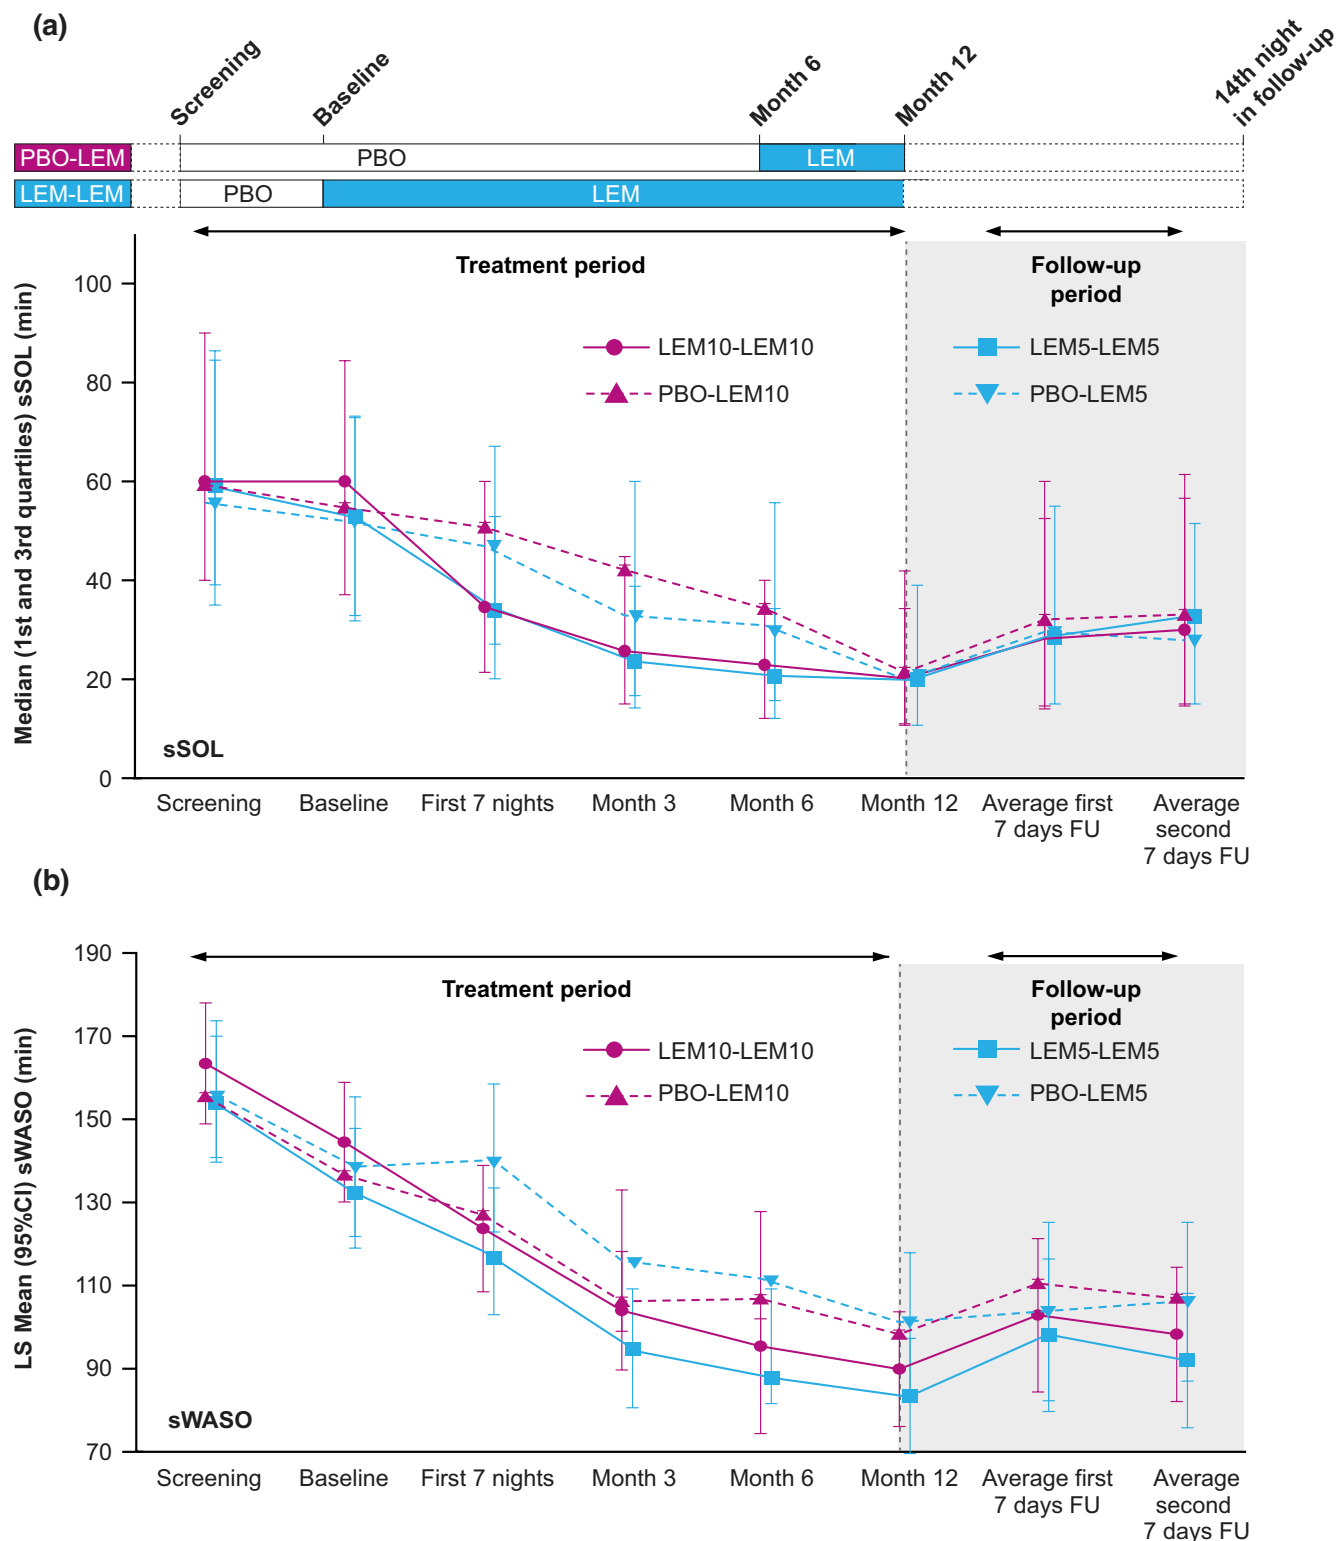 (a)
Screening
Baseline
Month 6
Month 12
14th night
in follow-up
PBO-LEM
PBO
LEM
LEM-LEM
PBO
LEM
Treatment period
Follow-up
period
LEM10-LEM10
LEM5-LEM5
PBO-LEM10
PBO-LEM5
Median (1st and 3rd quartiles) sSOL (min)
100
80
60
40
20
0
sSOL
Screening
Baseline
First 7 nights
Month 3
Month 6
Month 12
Average first
7 days FU
Average
second
7 days FU
(b)
Treatment period
Follow-up
period
LEM10-LEM10
LEM5-LEM5
PBO-LEM10
PBO-LEM5
LS Mean (95%CI) sWASO (min)
190
170
150
130
110
90
70
sWASO
Screening
Baseline
First 7 nights
Month 3
Month 6
Month 12
Average first
7 days FU
Average
second
7 days FU